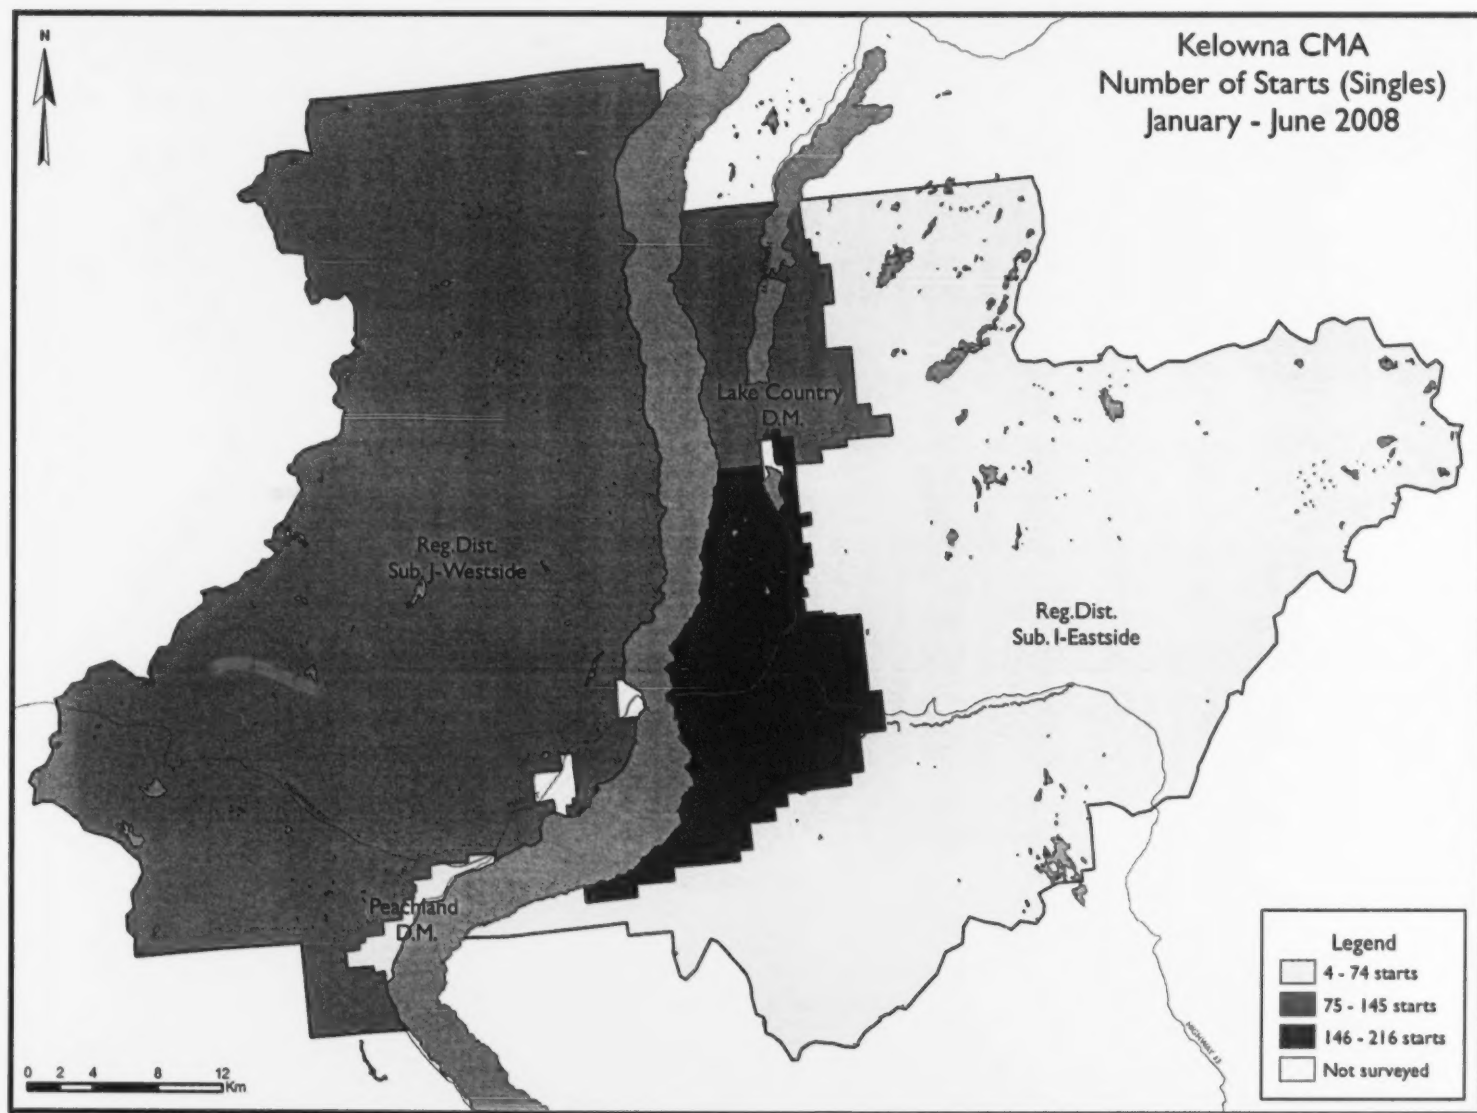 N
Kelowna CMA
Number of Starts (Singles)
January - June 2008
Lake Country
D.M.
Reg.Dist.
Sub. J-Westside
Reg.Dist.
Sub. I-Eastside
Peachland
D.M.
HIGHWAY 33
Legend
4 - 74 starts
75 - 145 starts
146 - 216 starts
Not surveyed
0 2 4 8 12
Km